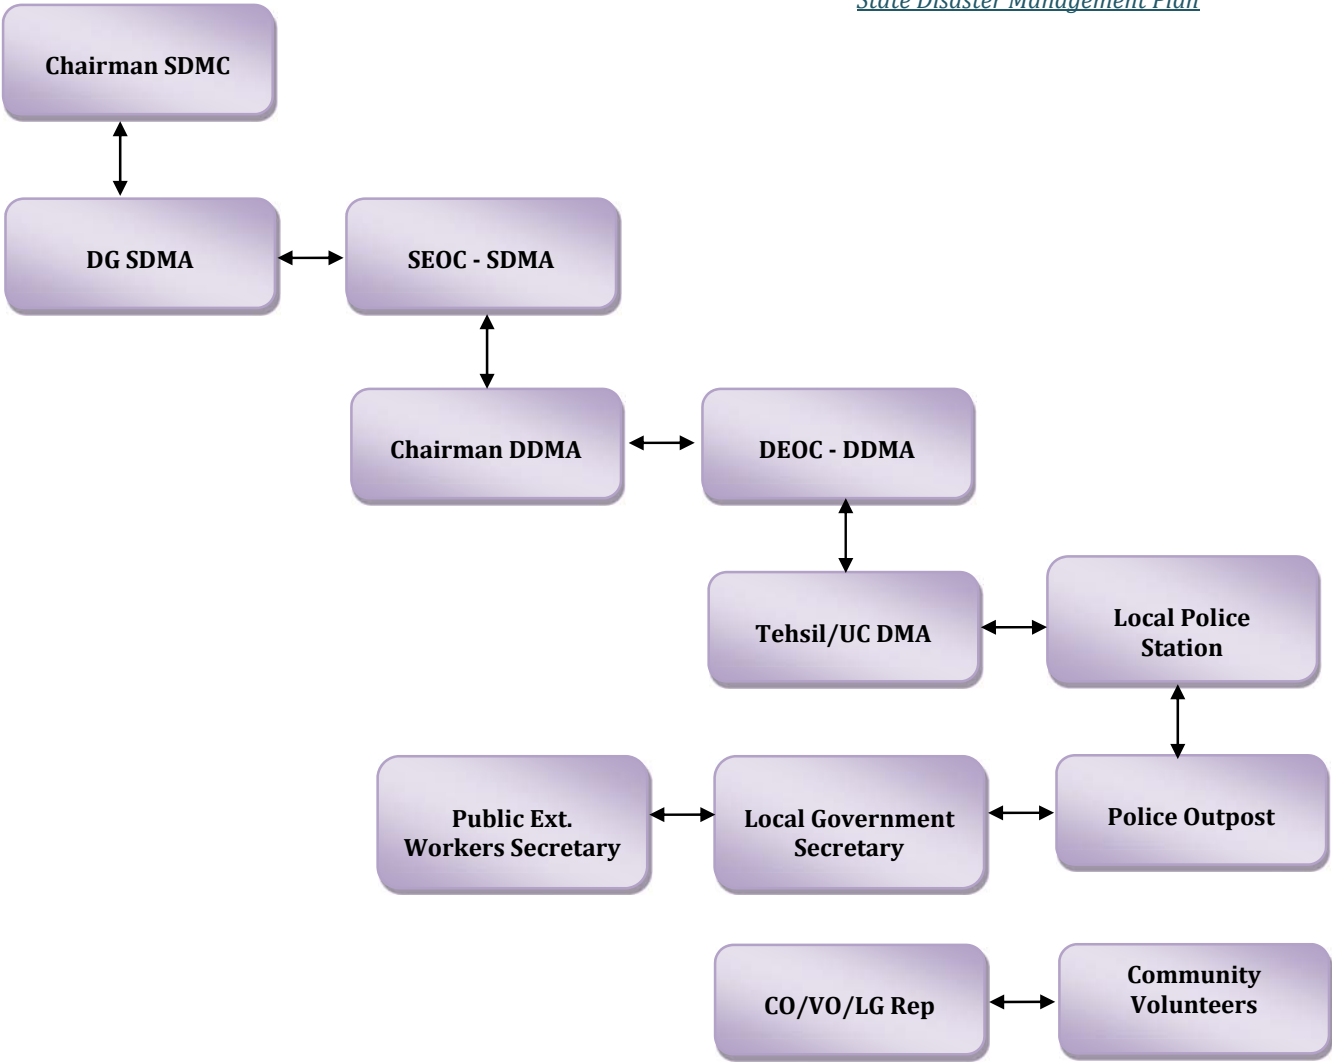 State Disaster Management Plan
Chairman SDMC
DG SDMA
SEOC - SDMA
Chairman DDMA
DEOC - DDMA
Tehsil/UC DMA
Local Police
Station
Public Ext.
Workers Secretary
Local Government
Secretary
Police Outpost
CO/VO/LG Rep
Community
Volunteers